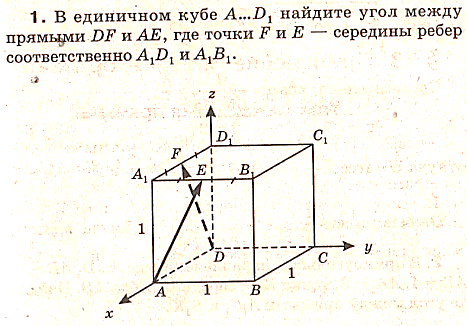 1. В единичном кубе A...D₁ найдите угол между
прямыми DF и AE, где точки F и E — середины ребер
соответственно A₁D₁ и A₁B₁.
z
D₁
C₁
F
E
A₁
B₁
1
D
C
y
1
A
1
B
x